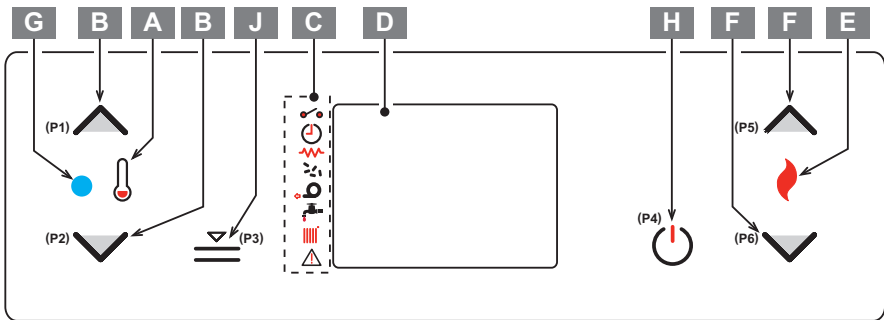 G B A B J C D H F F E
(P1) (P5)
(P4)
(P2) (P3) (P6)